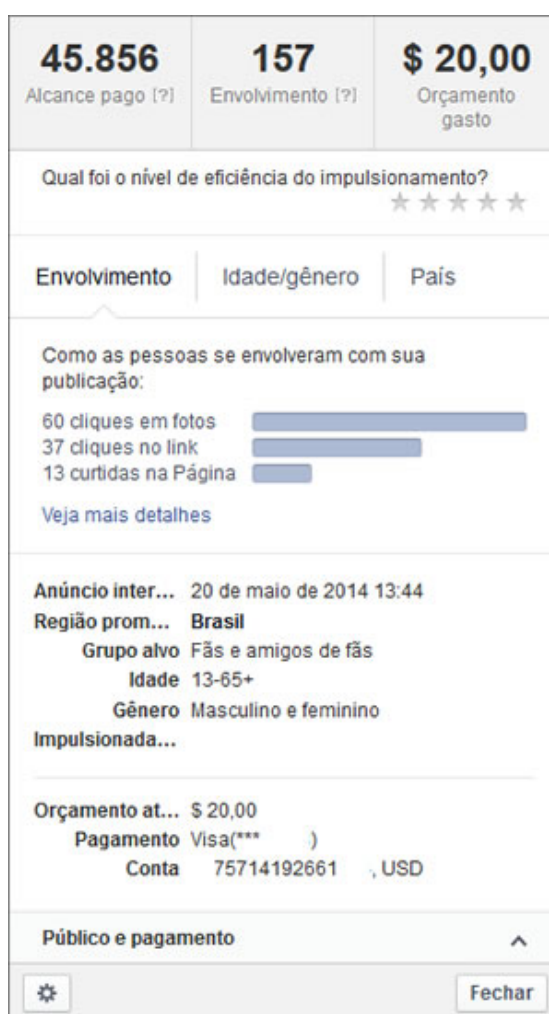 45.856 157 $ 20,00
Alcance pago [?] Envolvimento [?] Orçamento
gasto
Qual foi o nível de eficiência do impulsionamento?
Envolvimento Idade/gênero País
Como as pessoas se envolveram com sua
publicação:
60 cliques em fotos
37 cliques no link
13 curtidas na Página
Veja mais detalhes
Anúncio inter... 20 de maio de 2014 13:44
Região prom... Brasil
Grupo alvo Fãs e amigos de fãs
Idade 13-65+
Gênero Masculino e feminino
Impulsionada...
Orçamento at... $ 20,00
Pagamento Visa(*** )
Conta 75714192661 , USD
Público e pagamento
Fechar